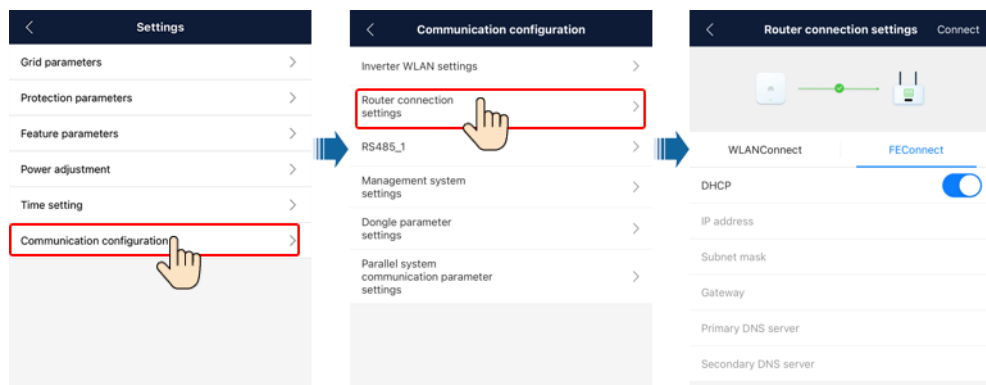 Settings
Grid parameters
Protection parameters
Feature parameters
Power adjustment
Time setting
Communication configuration
Communication configuration
Inverter WLAN settings
Router connection
settings
RS485_1
Management system
settings
Dongle parameter
settings
Parallel system
communication parameter
settings
Router connection settings
Connect
WLANConnect
FEConnect
DHCP
IP address
Subnet mask
Gateway
Primary DNS server
Secondary DNS server